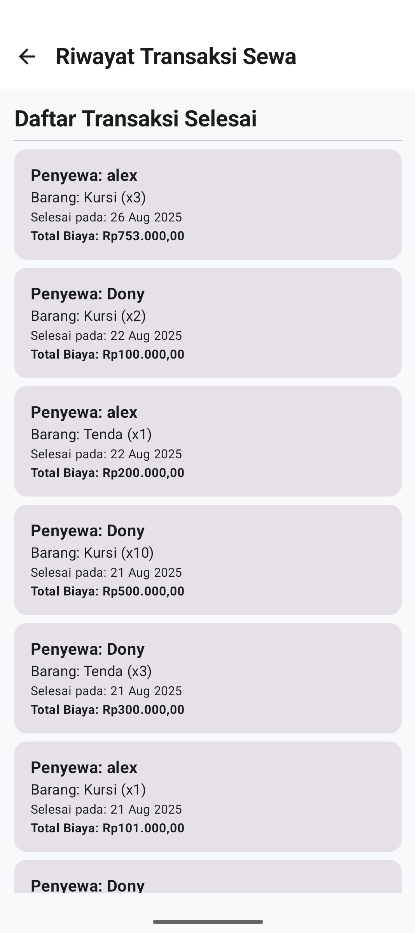 Riwayat Transaksi Sewa
Daftar Transaksi Selesai
Penyewa: alex
Barang: Kursi (x3)
Selesai pada: 26 Aug 2025
Total Biaya: Rp753.000,00
Penyewa: Dony
Barang: Kursi (x2)
Selesai pada: 22 Aug 2025
Total Biaya: Rp100.000,00
Penyewa: alex
Barang: Tenda (x1)
Selesai pada: 22 Aug 2025
Total Biaya: Rp200.000,00
Penyewa: Dony
Barang: Kursi (x10)
Selesai pada: 21 Aug 2025
Total Biaya: Rp500.000,00
Penyewa: Dony
Barang: Tenda (x3)
Selesai pada: 21 Aug 2025
Total Biaya: Rp300.000,00
Penyewa: alex
Barang: Kursi (x1)
Selesai pada: 21 Aug 2025
Total Biaya: Rp101.000,00
Penyewa: Dony